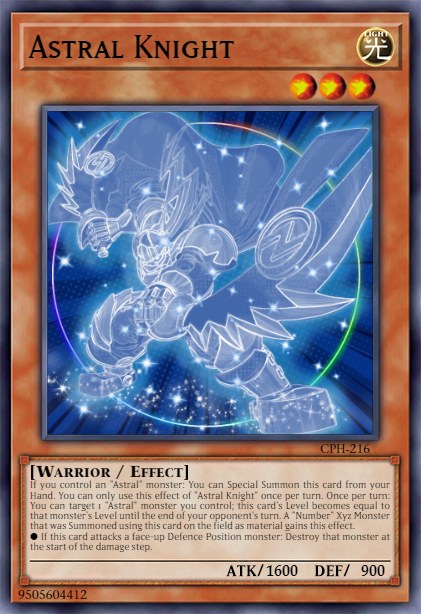 Astral Knight
LIGHT
光
CPH-216
[Warrior / Effect]
If you control an "Astral" monster: You can Special Summon this card from your
Hand. You can only use this effect of "Astral Knight" once per turn. Once per turn:
You can target 1 "Astral" monster you control; this card's Level becomes equal to
that monster's Level until the end of your opponent's turn. A "Number" Xyz Monster
that was Summoned using this card on the field as material gains this effect.
● If this card attacks a face-up Defence Position monster: Destroy that monster at
the start of the damage step.
ATK/1600 DEF/ 900
9505604412